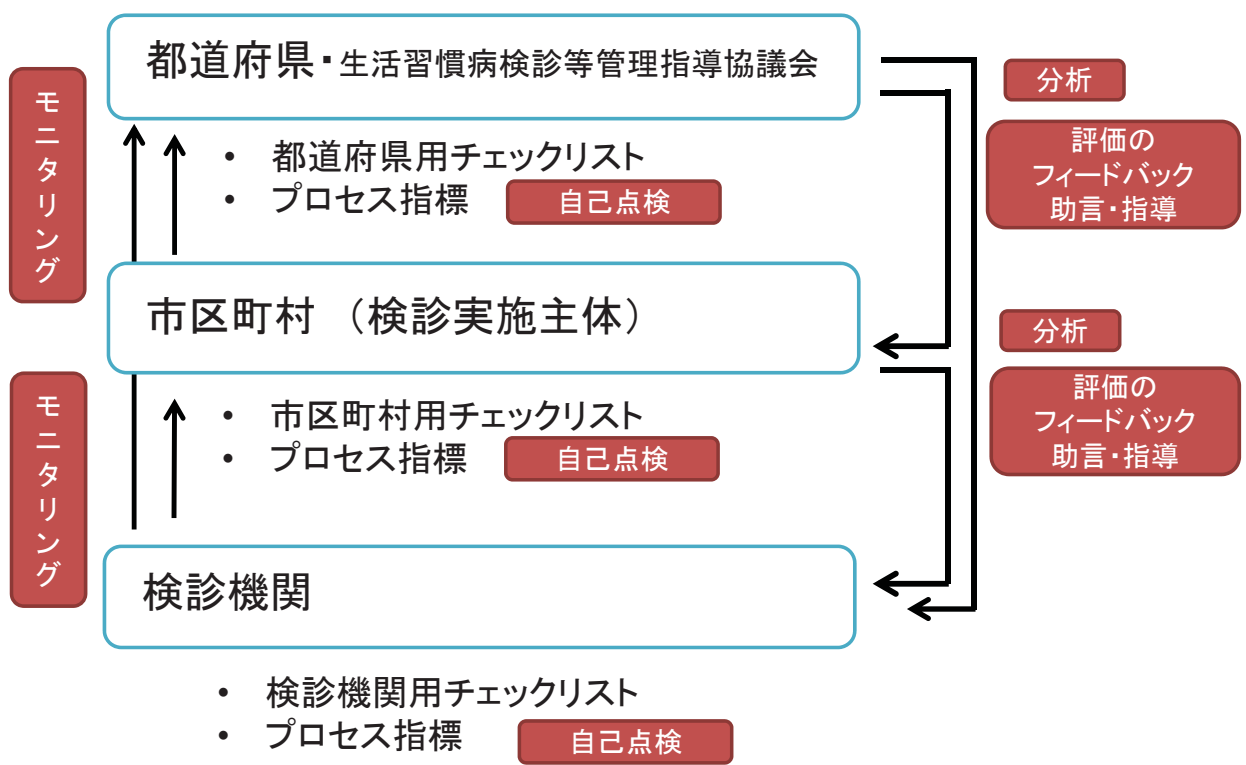 都道府県・生活習慣病検診等管理指導協議会
モニタリング
分析
評価の
フィードバック
助言・指導
• 都道府県用チェックリスト
• プロセス指標
自己点検
市区町村 （検診実施主体）
モニタリング
分析
評価の
フィードバック
助言・指導
• 市区町村用チェックリスト
• プロセス指標
自己点検
検診機関
• 検診機関用チェックリスト
• プロセス指標
自己点検